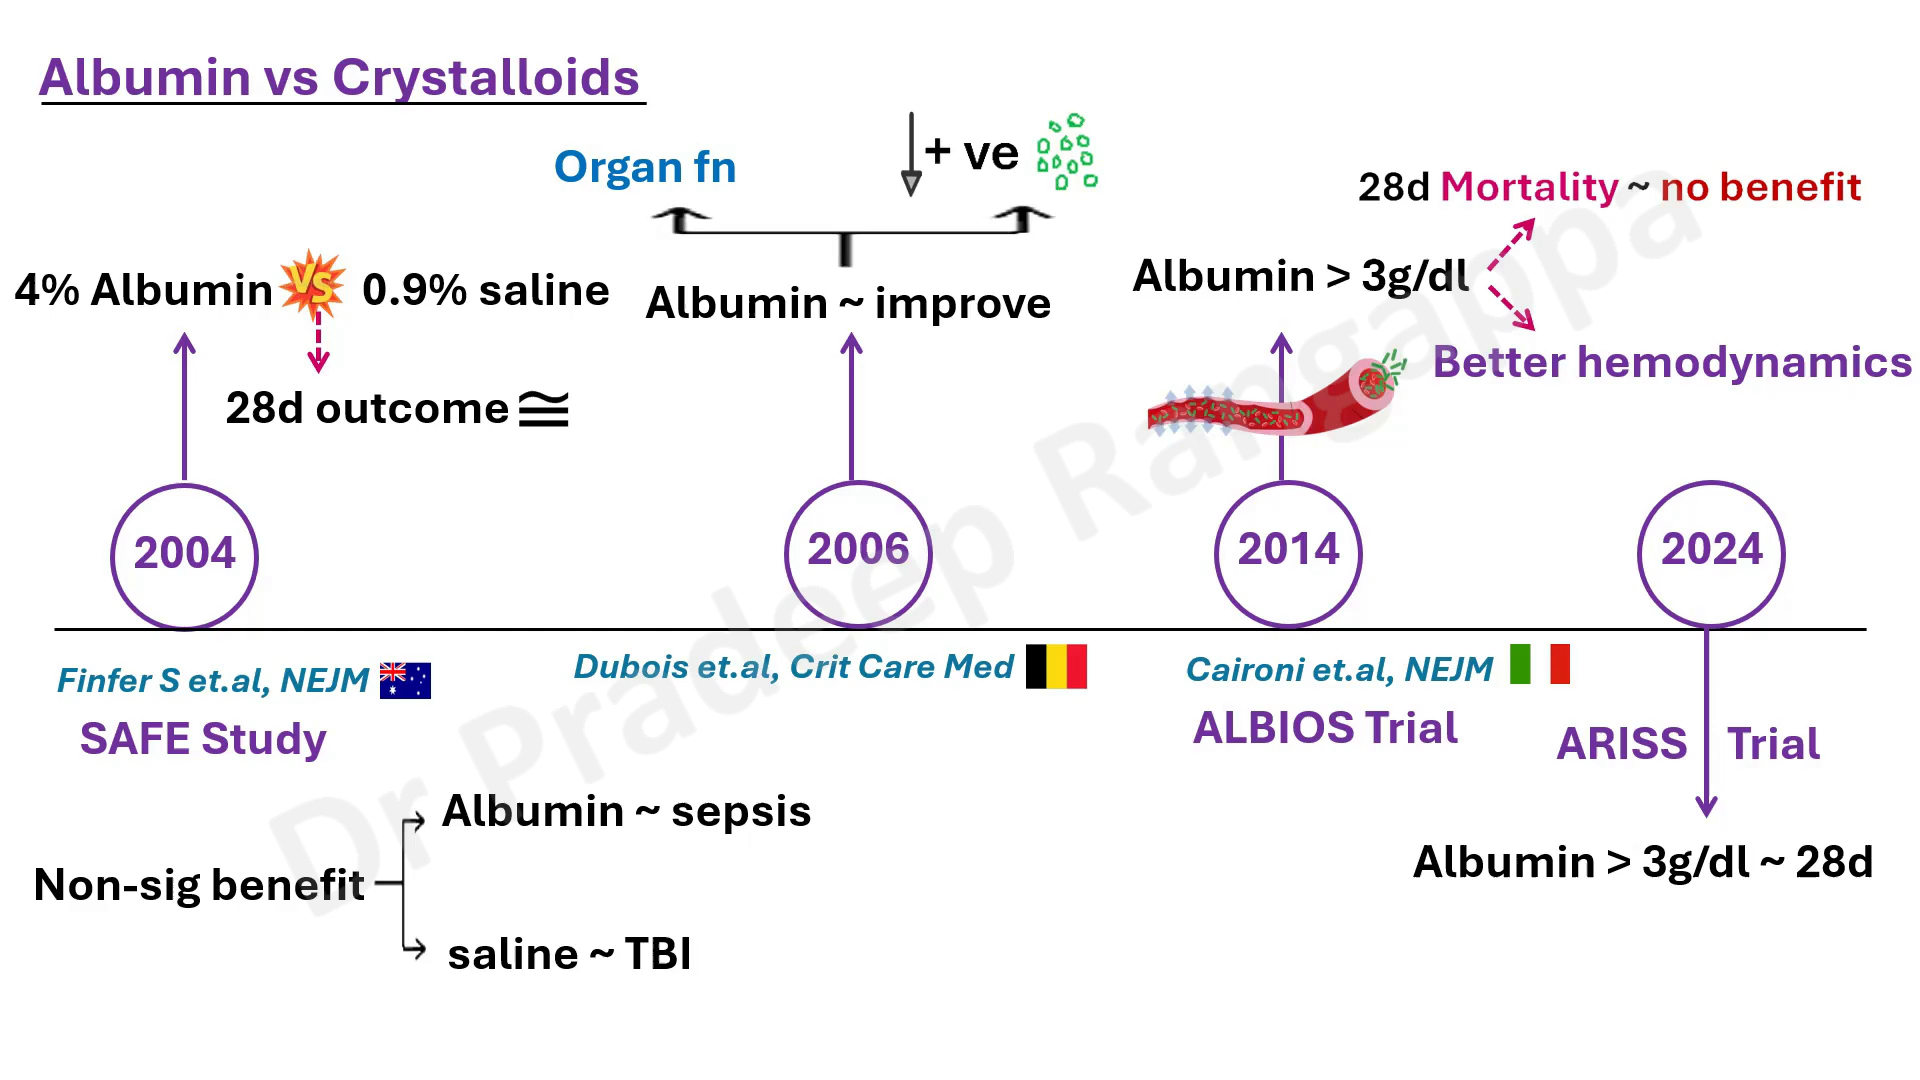 Albumin vs Crystalloids
Organ fn
+ ve
4% Albumin VS 0.9% saline
28d outcome ≅
Albumin ~ improve
28d Mortality ~ no benefit
Albumin > 3g/dl
Better hemodynamics
2004
2006
2014
2024
Finfer S et.al, NEJM
SAFE Study
Dubois et.al, Crit Care Med
Caironi et.al, NEJM
ALBIOS Trial
ARISS Trial
Non-sig benefit
Albumin ~ sepsis
saline ~ TBI
Albumin > 3g/dl ~ 28d
Dr Pradeep Rangappa